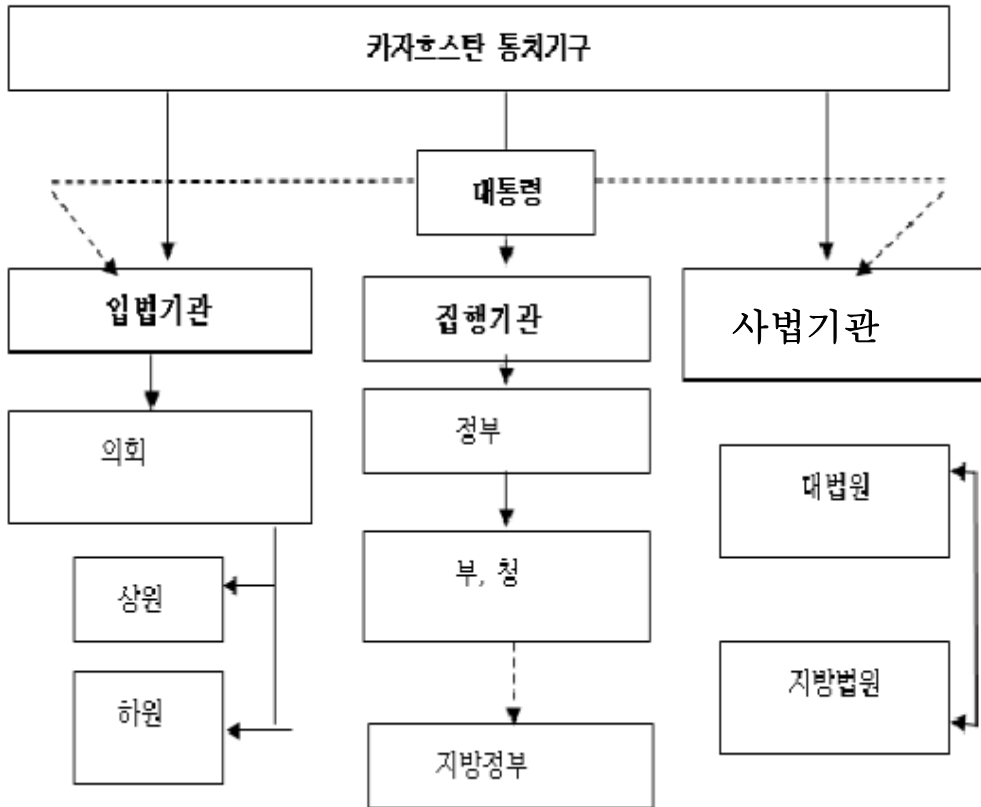 카자흐스탄 통치기구
대통령
입법기관
집행기관
사법기관
의회
정부
대법원
상원
부, 청
하원
지방법원
지방정부